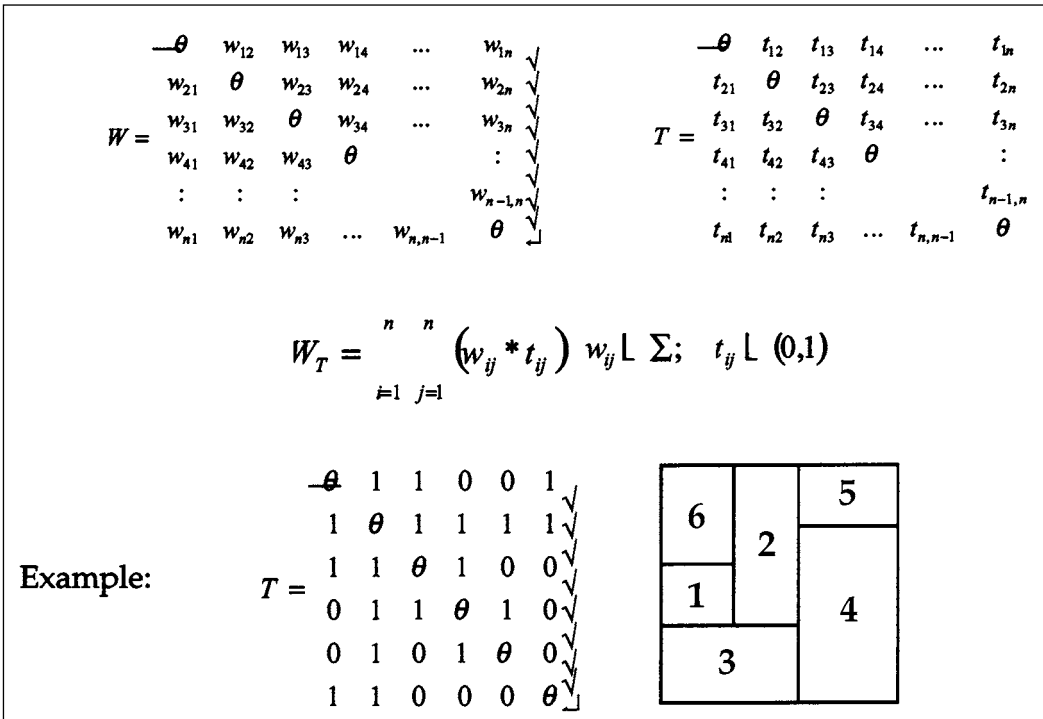 θ w12 w13 w14 ... w1n √
w21 θ w23 w24 ... w2n √
w31 w32 θ w34 ... w3n √
W = w41 w42 w43 θ : √
: : : wn−1,n √
wn1 wn2 wn3 ... wn,n−1 θ
θ t12 t13 t14 ... t1n
t21 θ t23 t24 ... t2n
t31 t32 θ t34 ... t3n
T = t41 t42 t43 θ :
: : : tn−1,n
tn1 tn2 tn3 ... tn,n−1 θ
n n
WT = (wij * tij) wij L Σ; tij L (0,1)
i=1 j=1
Example:
T =
θ 1 1 0 0 1 √
1 θ 1 1 1 1 √
1 1 θ 1 0 0 √
0 1 1 θ 1 0 √
0 1 0 1 θ 0 √
1 1 0 0 0 θ √
6 2 5
1 4
3